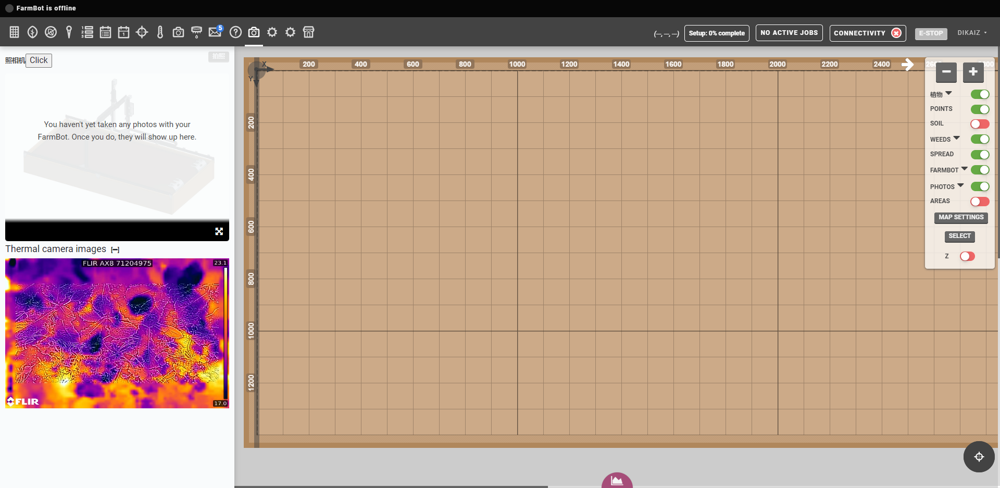 FarmBot is offline
5
(---, ---, ---)
Setup: 0% complete
NO ACTIVE JOBS
CONNECTIVITY
E-STOP
DIKAIZ
照相机 Click
拍照
You haven't yet taken any photos with your
FarmBot. Once you do, they will show up here.
Thermal camera images [–]
FLIR AX8 71204975
23.1
FLIR
17.0
X
Y
200 400 600 800 1000 1200 1400 1600 1800 2000 2200 2400
200
400
600
800
1000
1200
植物
POINTS
SOIL
WEEDS
SPREAD
FARMBOT
PHOTOS
AREAS
MAP SETTINGS
SELECT
Z